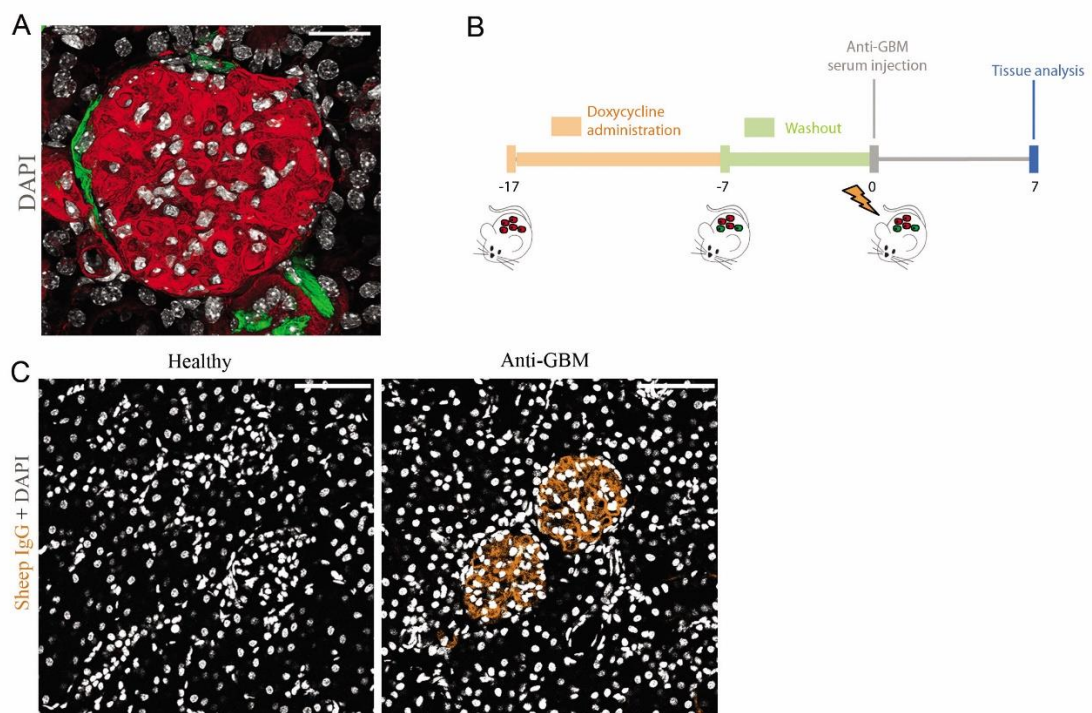 A
DAPI
B
Anti-GBM
serum injection
Tissue analysis
Doxycycline
administration
Washout
-17
-7
0
7
C
Healthy
Anti-GBM
Sheep IgG + DAPI